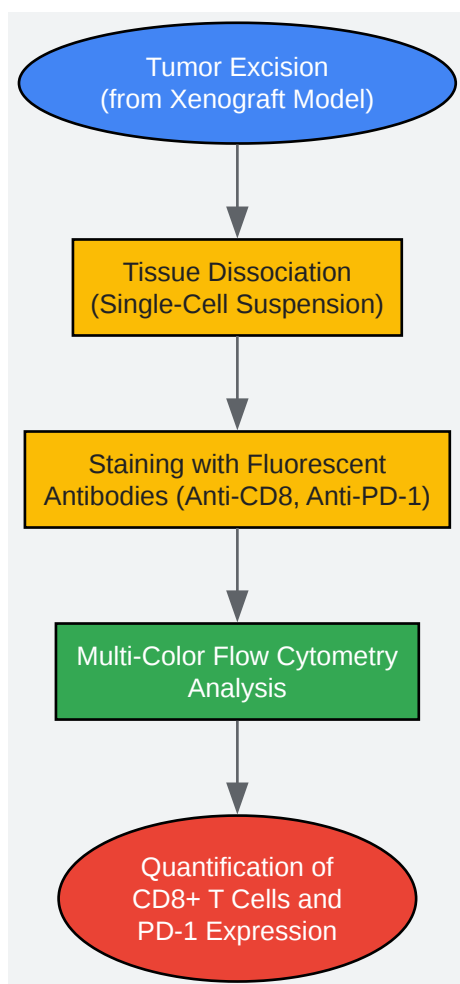 Tumor Excision
(from Xenograft Model)
Tissue Dissociation
(Single-Cell Suspension)
Staining with Fluorescent
Antibodies (Anti-CD8, Anti-PD-1)
Multi-Color Flow Cytometry
Analysis
Quantification of
CD8+ T Cells and
PD-1 Expression